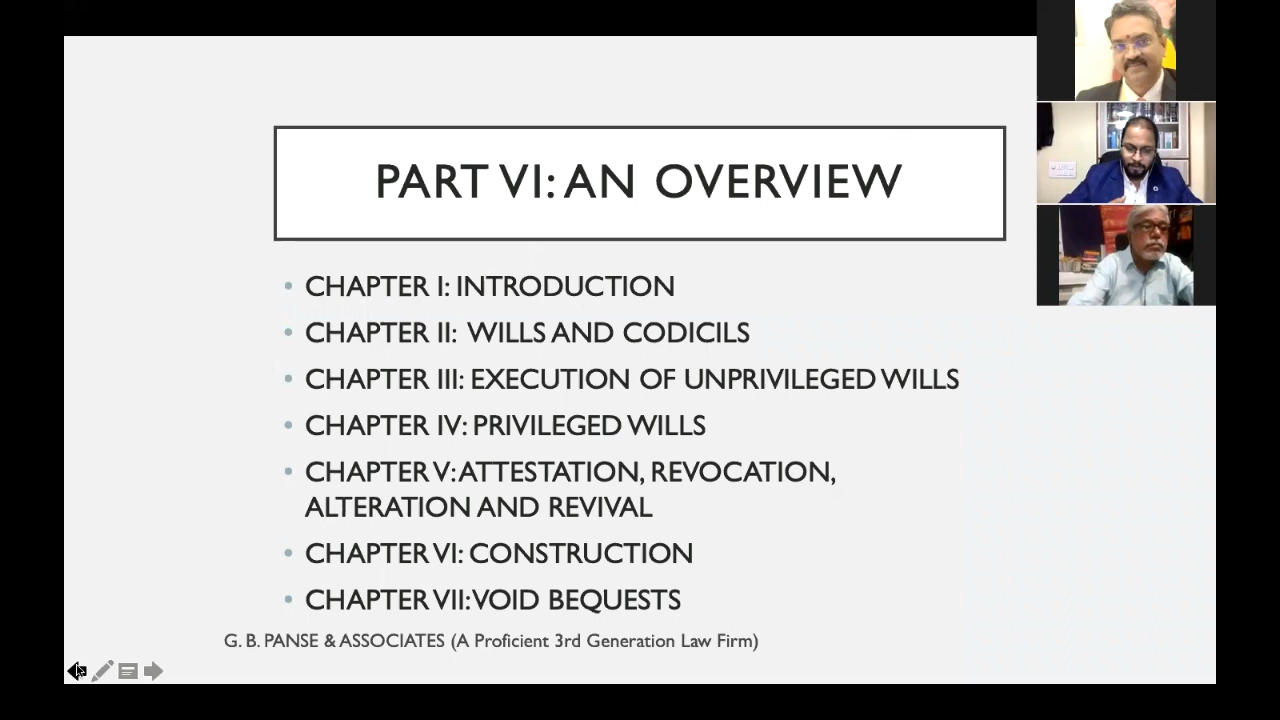 PART VI: AN OVERVIEW
• CHAPTER I: INTRODUCTION
• CHAPTER II: WILLS AND CODICILS
• CHAPTER III: EXECUTION OF UNPRIVILEGED WILLS
• CHAPTER IV: PRIVILEGED WILLS
• CHAPTER V: ATTESTATION, REVOCATION,
ALTERATION AND REVIVAL
• CHAPTER VI: CONSTRUCTION
• CHAPTER VII: VOID BEQUESTS
G. B. PANSE & ASSOCIATES (A Proficient 3rd Generation Law Firm)